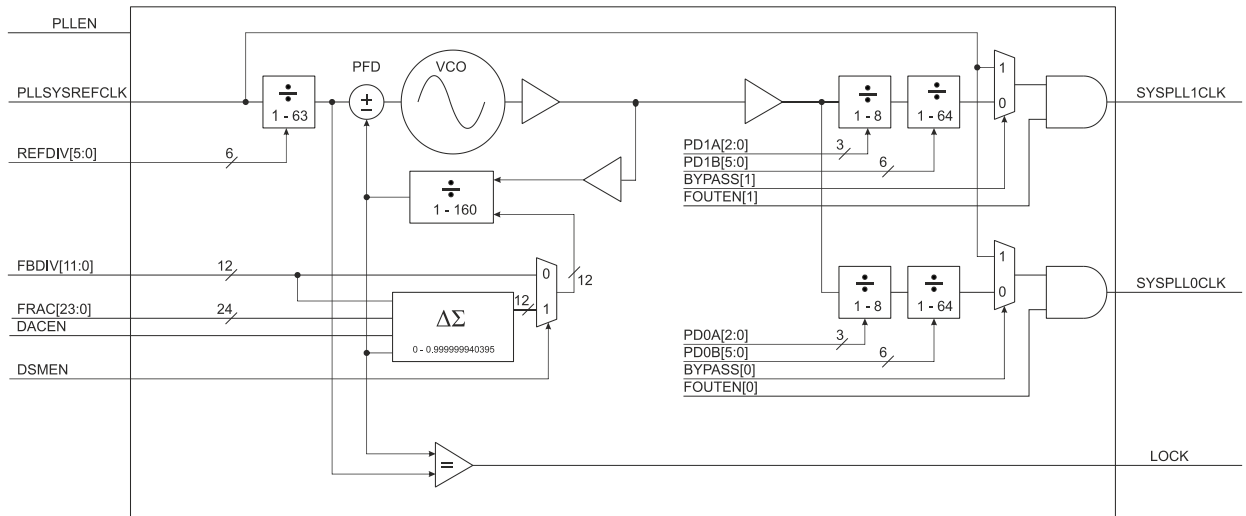 PLLEN
PFD
VCO
1
0
PLLSYSREFCLK
÷
1 - 63
±
÷
1 - 8
÷
1 - 64
SYSPLL1CLK
REFDIV[5:0]
6
PD1A[2:0]
3
PD1B[5:0]
6
BYPASS[1]
FOUTEN[1]
÷
1 - 160
FBDIV[11:0]
12
0
1
12
12
FRAC[23:0]
24
DACEN
ΔΣ
0 - 0.999999940395
DSMEN
1
0
÷
1 - 8
÷
1 - 64
SYSPLL0CLK
PD0A[2:0]
3
PD0B[5:0]
6
BYPASS[0]
FOUTEN[0]
=
LOCK